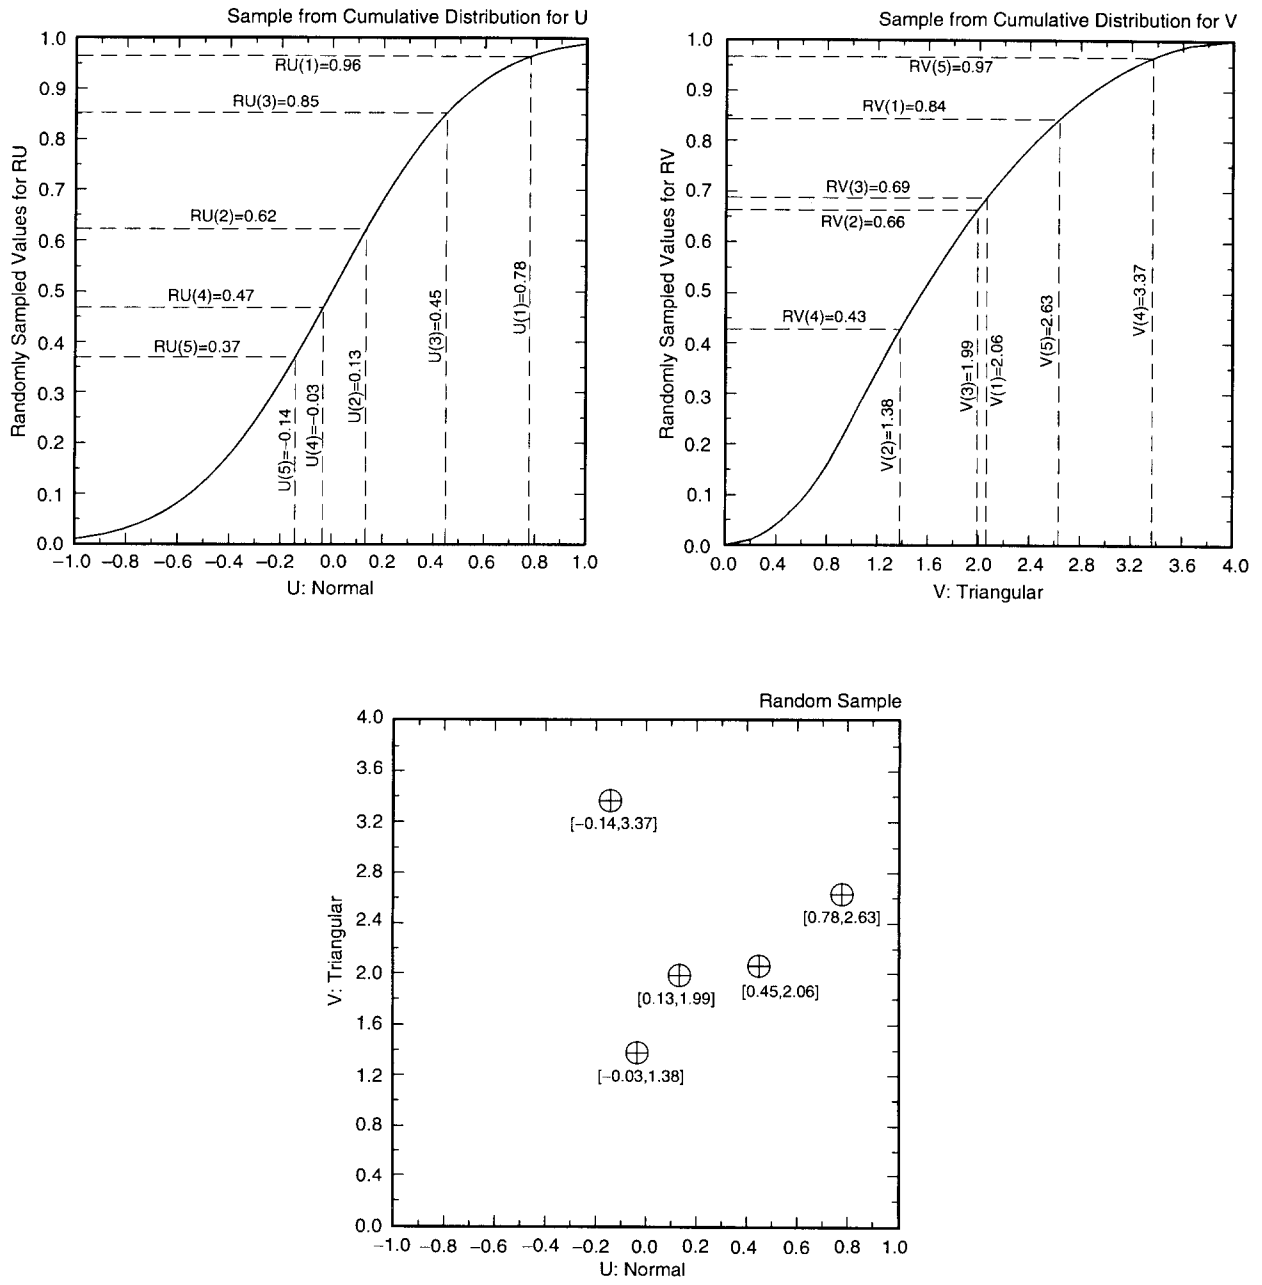 Sample from Cumulative Distribution for U
1.0
0.9
0.8
0.7
0.6
0.5
0.4
0.3
0.2
0.1
0.0
Randomly Sampled Values for RU
RU(1)=0.96
RU(3)=0.85
RU(2)=0.62
RU(4)=0.47
RU(5)=0.37
U(5)=-0.14
U(4)=-0.03
U(2)=0.13
U(3)=0.45
U(1)=0.78
-1.0 -0.8 -0.6 -0.4 -0.2 0.0 0.2 0.4 0.6 0.8 1.0
U: Normal
Sample from Cumulative Distribution for V
1.0
0.9
0.8
0.7
0.6
0.5
0.4
0.3
0.2
0.1
0.0
Randomly Sampled Values for RV
RV(5)=0.97
RV(1)=0.84
RV(3)=0.69
RV(2)=0.66
RV(4)=0.43
V(2)=1.38
V(3)=1.99
V(1)=2.06
V(5)=2.63
V(4)=3.37
0.0 0.4 0.8 1.2 1.6 2.0 2.4 2.8 3.2 3.6 4.0
V: Triangular
Random Sample
4.0
3.6
3.2
2.8
2.4
2.0
1.6
1.2
0.8
0.4
0.0
V: Triangular
[-0.14,3.37]
[0.78,2.63]
[0.13,1.99]
[0.45,2.06]
[-0.03,1.38]
-1.0 -0.8 -0.6 -0.4 -0.2 0.0 0.2 0.4 0.6 0.8 1.0
U: Normal